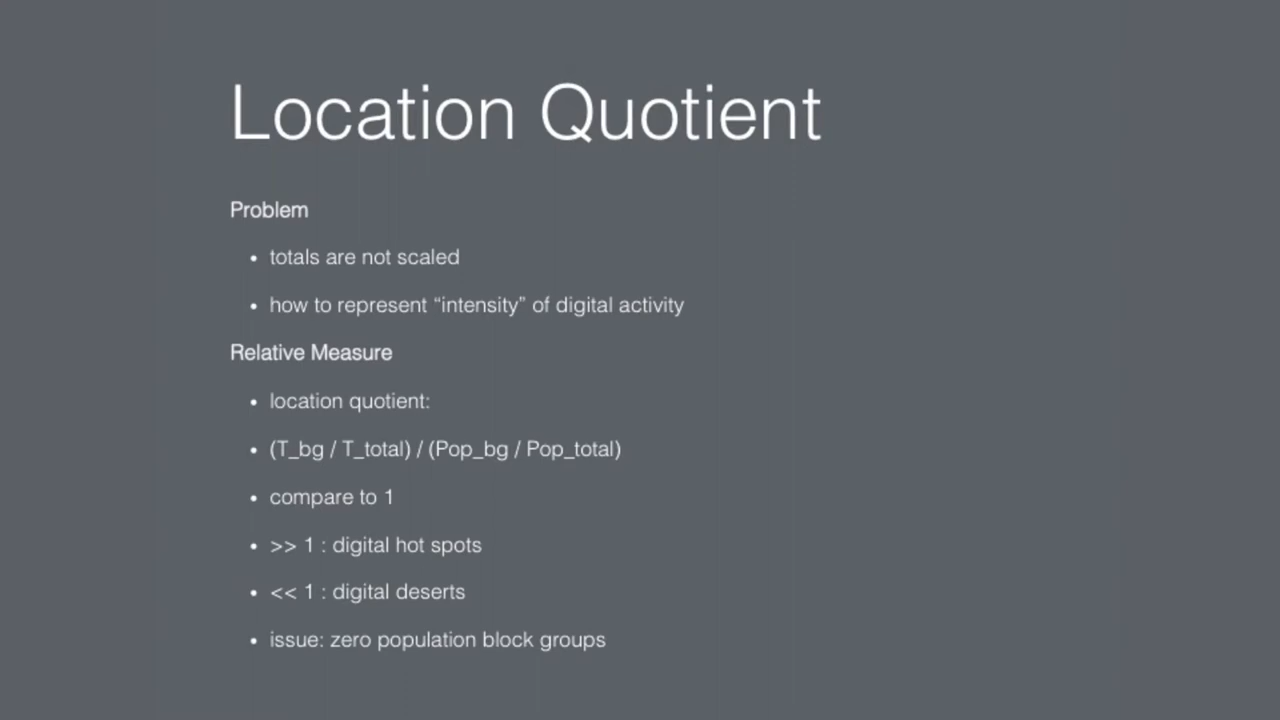 Location Quotient
Problem
• totals are not scaled
• how to represent “intensity” of digital activity
Relative Measure
• location quotient:
• (T_bg / T_total) / (Pop_bg / Pop_total)
• compare to 1
• >> 1 : digital hot spots
• << 1 : digital deserts
• issue: zero population block groups